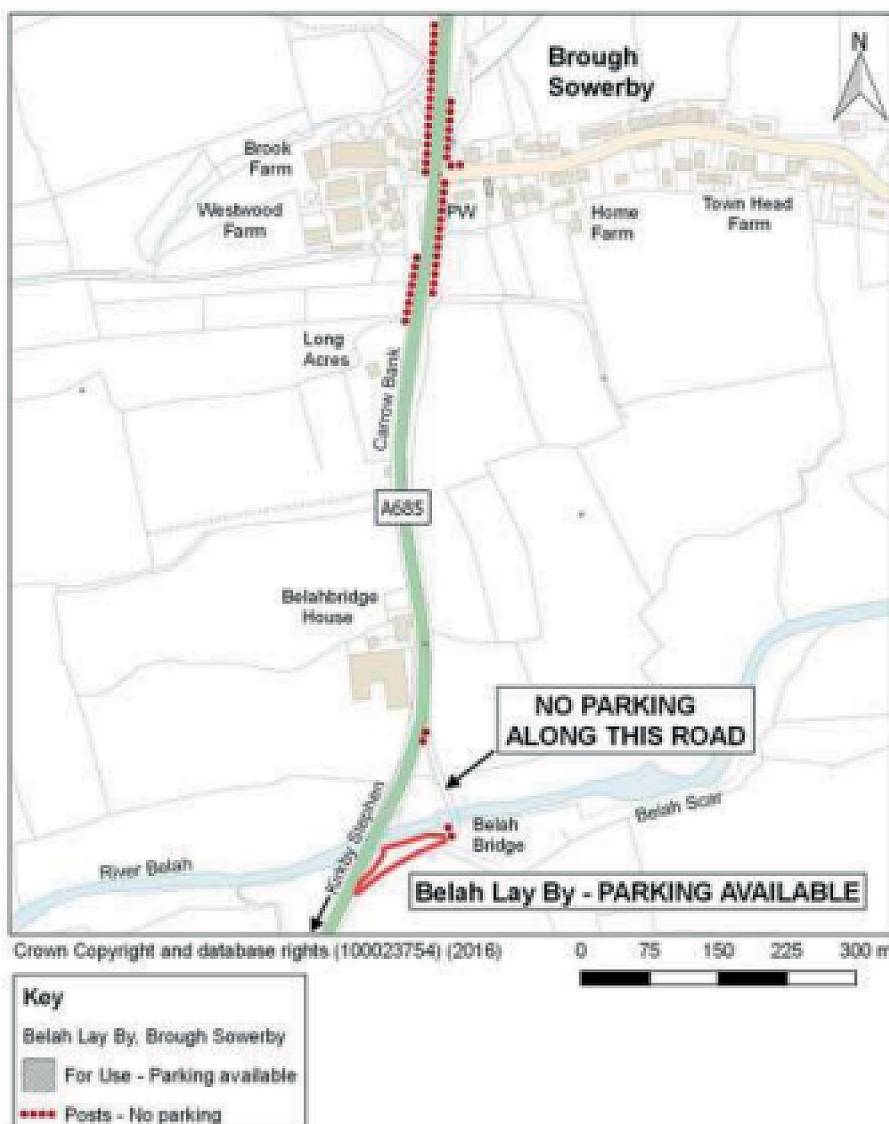 Brough
Sowerby
N
Brook
Farm
Westwood
Farm
PW
Home
Farm
Town Head
Farm
Long
Acres
Carrow Bank
A685
Belahbridge
House
NO PARKING
ALONG THIS ROAD
Belah Scar
Kirkby Stephen
Belah
Bridge
River Belah
Belah Lay By - PARKING AVAILABLE
Crown Copyright and database rights (100023754) (2016)
0 75 150 225 300 m
Key
Belah Lay By, Brough Sowerby
For Use - Parking available
Posts - No parking